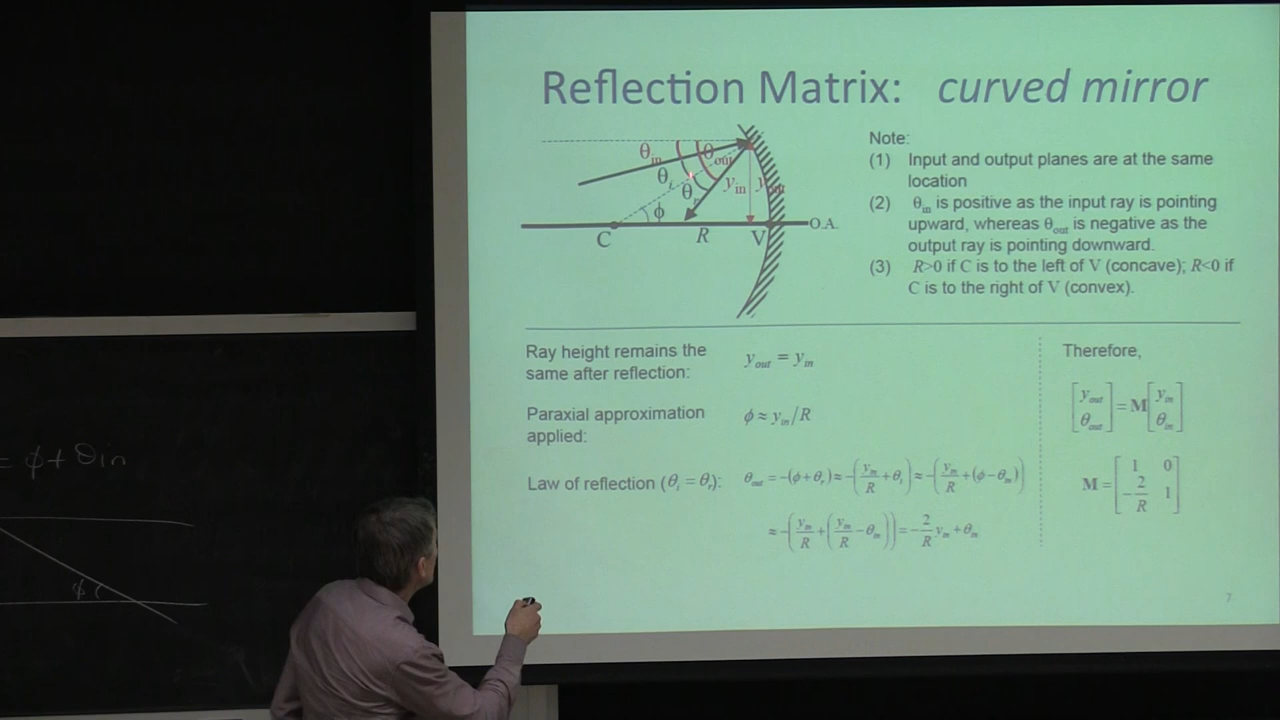 Reflection Matrix: curved mirror
θin
θout
θi
θr
yin
yout
ϕ
C
R
V
O.A.
Note:
(1) Input and output planes are at the same
location
(2) θin is positive as the input ray is pointing
upward, whereas θout is negative as the
output ray is pointing downward.
(3) R>0 if C is to the left of V (concave); R<0 if
C is to the right of V (convex).
Ray height remains the
same after reflection:
yout = yin
Paraxial approximation
applied:
ϕ ≈ yin/R
Law of reflection (θi = θr):
θout = -(ϕ+θr) ≈ -(yin/R + θi) ≈ -(yin/R + (ϕ-θin))
≈ -(yin/R + (yin/R - θin)) = -2/R yin + θin
Therefore,
[yout θout] = M [yin θin]
M = [1 0 -2/R 1]
7
= ϕ + θin
ϕ